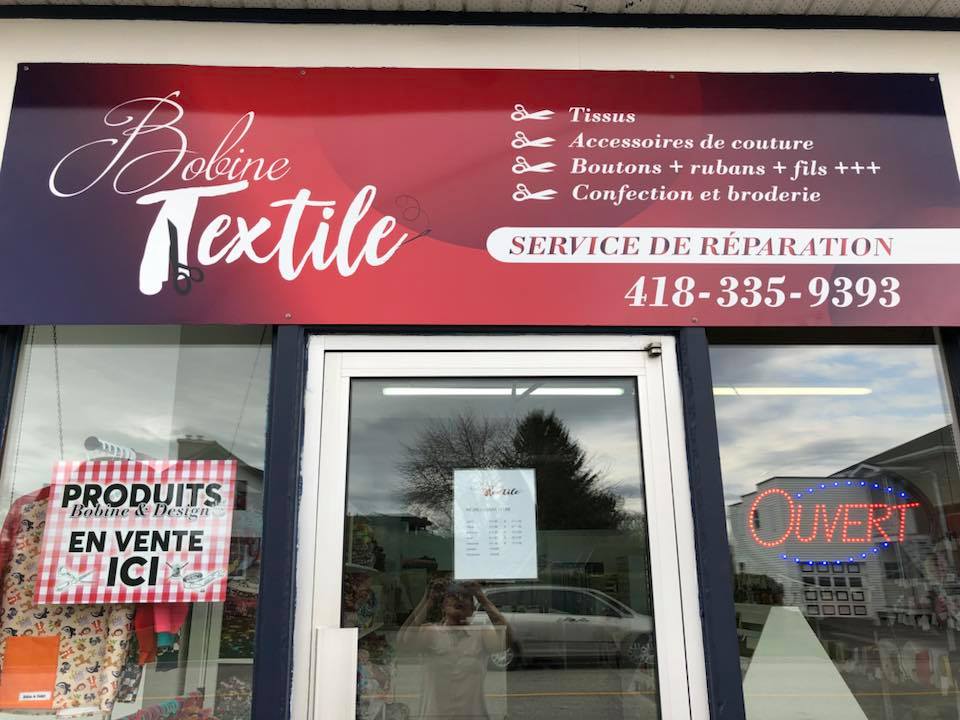 Bobine
Textile
Tissus
Accessoires de couture
Boutons + rubans + fils +++
Confection et broderie
SERVICE DE RÉPARATION
418-335-9393
PRODUITS
Bobine & Design
EN VENTE
ICI
Textile
OUVERT